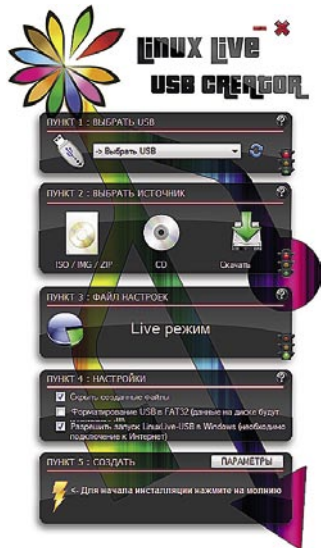 Linux Live
USB CREATOR
ПУНКТ 1 : ВЫБРАТЬ USB
-> Выбрать USB
ПУНКТ 2 : ВЫБРАТЬ ИСТОЧНИК
ISO / IMG / ZIP
CD
Скачать
ПУНКТ 3 : ФАЙЛ НАСТРОЕК
Live режим
ПУНКТ 4 : НАСТРОЙКИ
Скрыть созданные файлы
Форматирование USB в FAT32 (данные на диске будут
Разрешить запуск LinuxLive-USB в Windows (необходимо
подключение к Интернет)
ПУНКТ 5 : СОЗДАТЬ
ПАРАМЕТРЫ
<- Для начала инсталляции нажмите на молнию